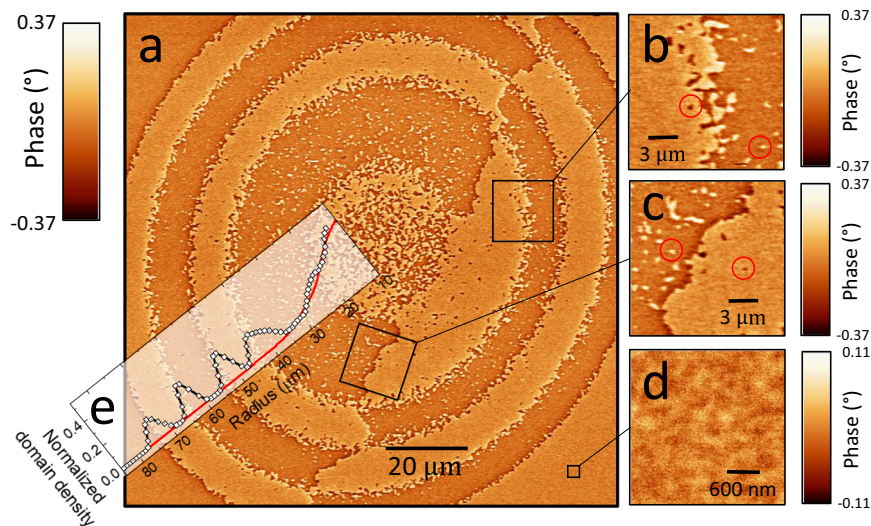 0.37
Phase (°)
-0.37
a
20 μm
e
0.4
0.2
0.0
Normalized
domain density
80
70
60
50
40
30
20
10
Radius (μm)
b
3 μm
0.37
Phase (°)
-0.37
c
3 μm
0.37
Phase (°)
-0.37
d
600 nm
0.11
Phase (°)
-0.11